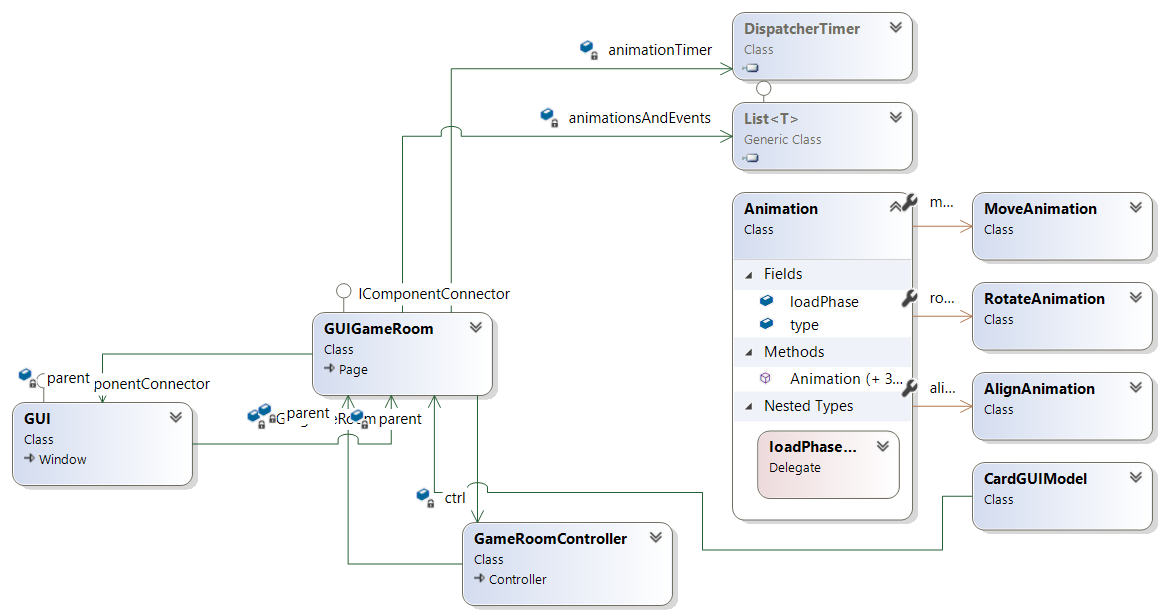 DispatcherTimer
Class
animationTimer
List<T>
Generic Class
animationsAndEvents
Animation
Class
Fields
loadPhase
type
Methods
Animation (+ 3...
Nested Types
loadPhase...
Delegate
m...
MoveAnimation
Class
ro...
RotateAnimation
Class
ali...
AlignAnimation
Class
CardGUIModel
Class
IComponentConnector
GUIGameRoom
Class
Page
parent
ponentConnector
GUI
Class
Window
parent
parent
ctrl
GameRoomController
Class
Controller